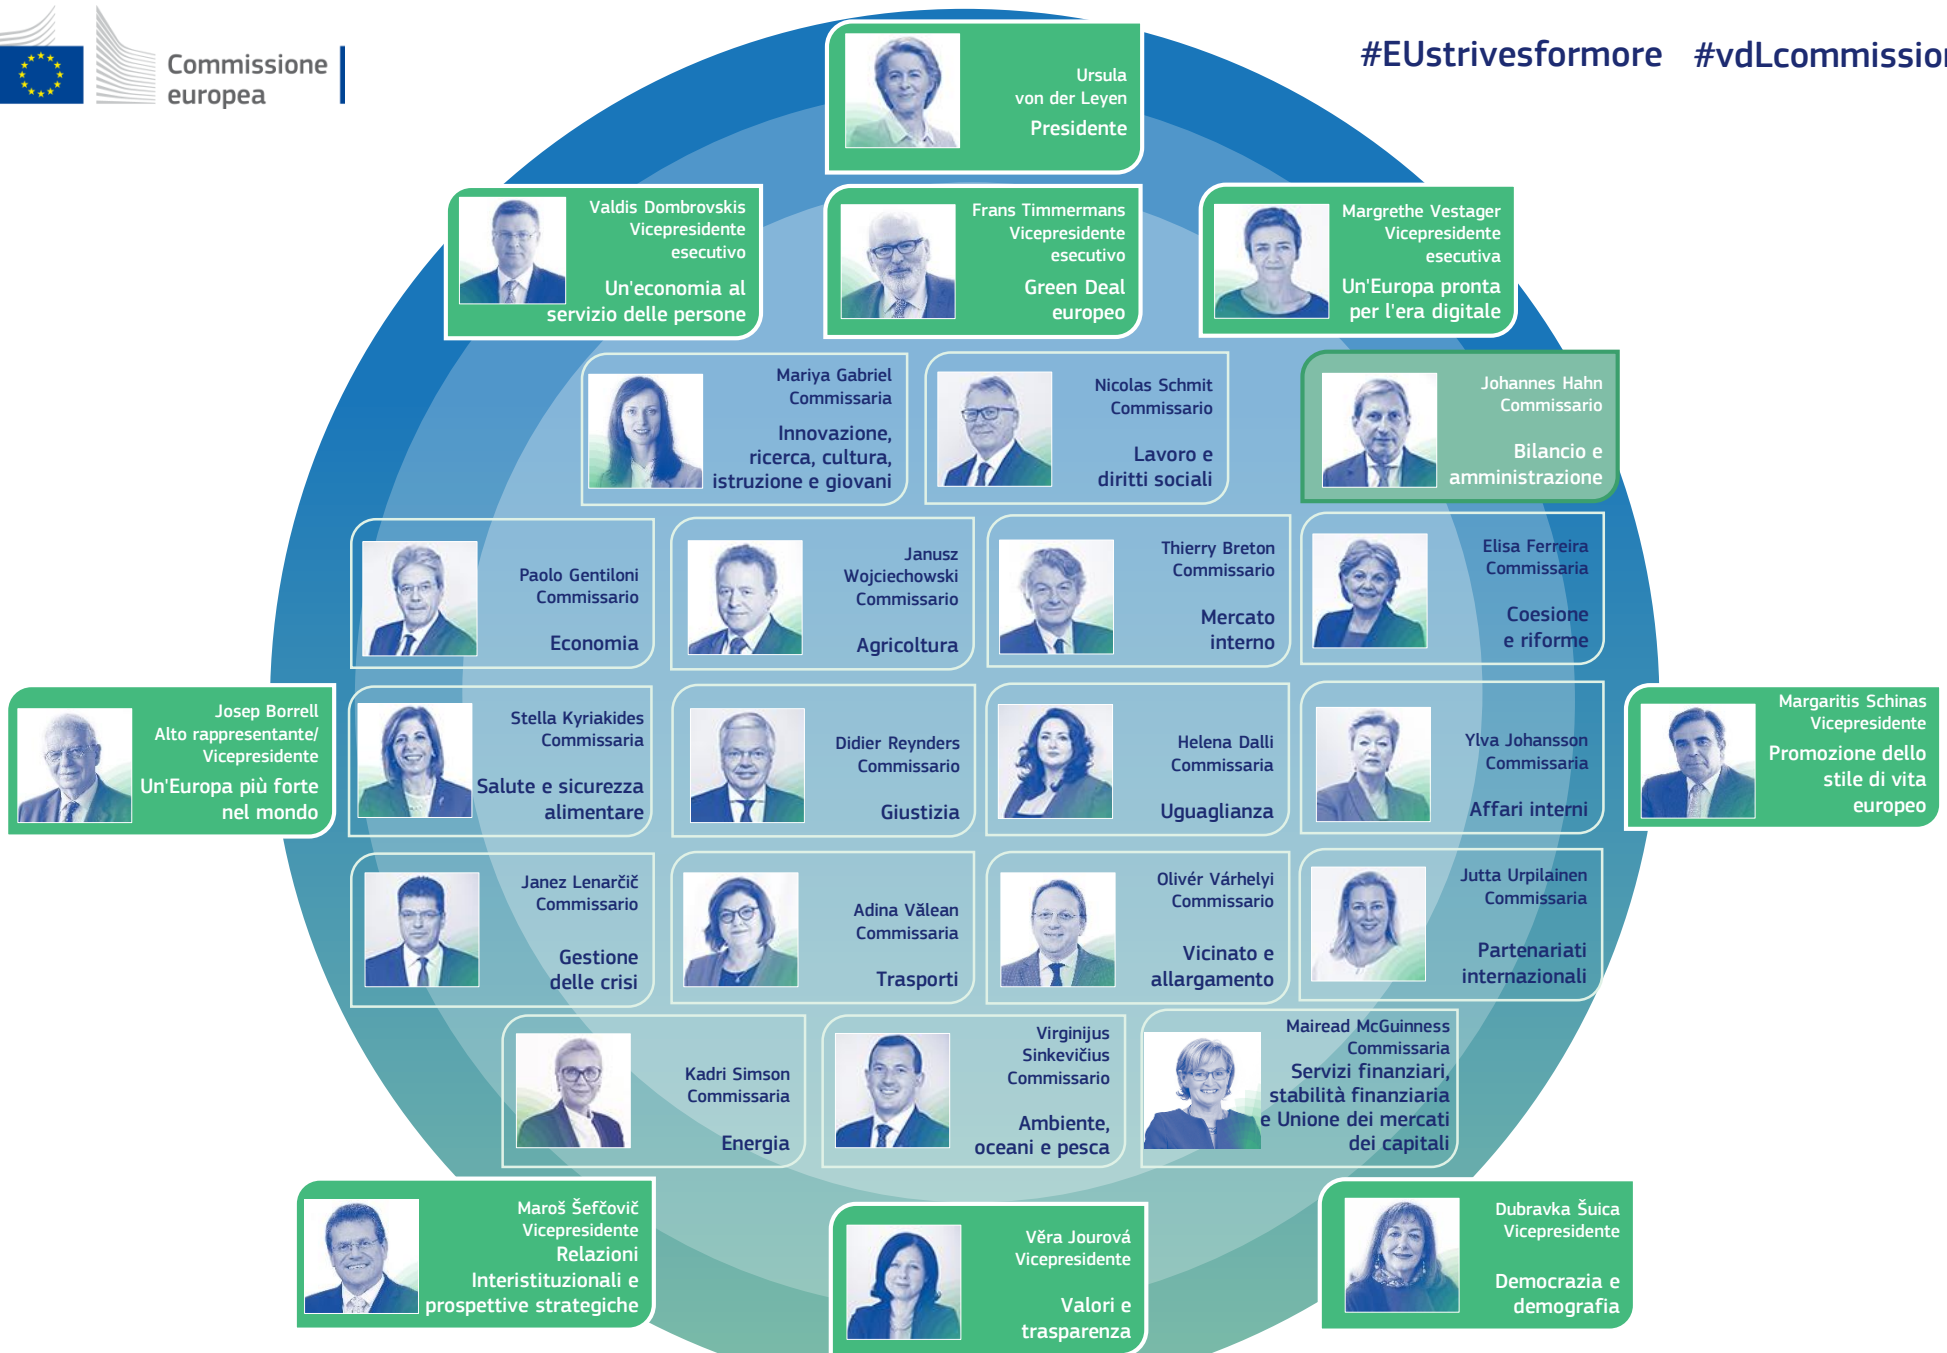 Commissione
europea
#EUstrivesformore #vdLcommission
Ursula
von der Leyen
Presidente
Valdis Dombrovskis
Vicepresidente
esecutivo
Un'economia al
servizio delle persone
Frans Timmermans
Vicepresidente
esecutivo
Green Deal
europeo
Margrethe Vestager
Vicepresidente
esecutiva
Un'Europa pronta
per l'era digitale
Mariya Gabriel
Commissaria
Innovazione,
ricerca, cultura,
istruzione e giovani
Nicolas Schmit
Commissario
Lavoro e
diritti sociali
Johannes Hahn
Commissario
Bilancio e
amministrazione
Paolo Gentiloni
Commissario
Economia
Janusz
Wojciechowski
Commissario
Agricoltura
Thierry Breton
Commissario
Mercato
interno
Elisa Ferreira
Commissaria
Coesione
e riforme
Josep Borrell
Alto rappresentante/
Vicepresidente
Un'Europa più forte
nel mondo
Stella Kyriakides
Commissaria
Salute e sicurezza
alimentare
Didier Reynders
Commissario
Giustizia
Helena Dalli
Commissaria
Uguaglianza
Ylva Johansson
Commissaria
Affari interni
Margaritis Schinas
Vicepresidente
Promozione dello
stile di vita
europeo
Janez Lenarčič
Commissario
Gestione
delle crisi
Adina Vălean
Commissaria
Trasporti
Olivér Várhelyi
Commissario
Vicinato e
allargamento
Jutta Urpilainen
Commissaria
Partenariati
internazionali
Kadri Simson
Commissaria
Energia
Virginijus
Sinkevičius
Commissario
Ambiente,
oceani e pesca
Mairead McGuinness
Commissaria
Servizi finanziari,
stabilità finanziaria
e Unione dei mercati
dei capitali
Maroš Šefčovič
Vicepresidente
Relazioni
Interistituzionali e
prospettive strategiche
Věra Jourová
Vicepresidente
Valori e
trasparenza
Dubravka Šuica
Vicepresidente
Democrazia e
demografia